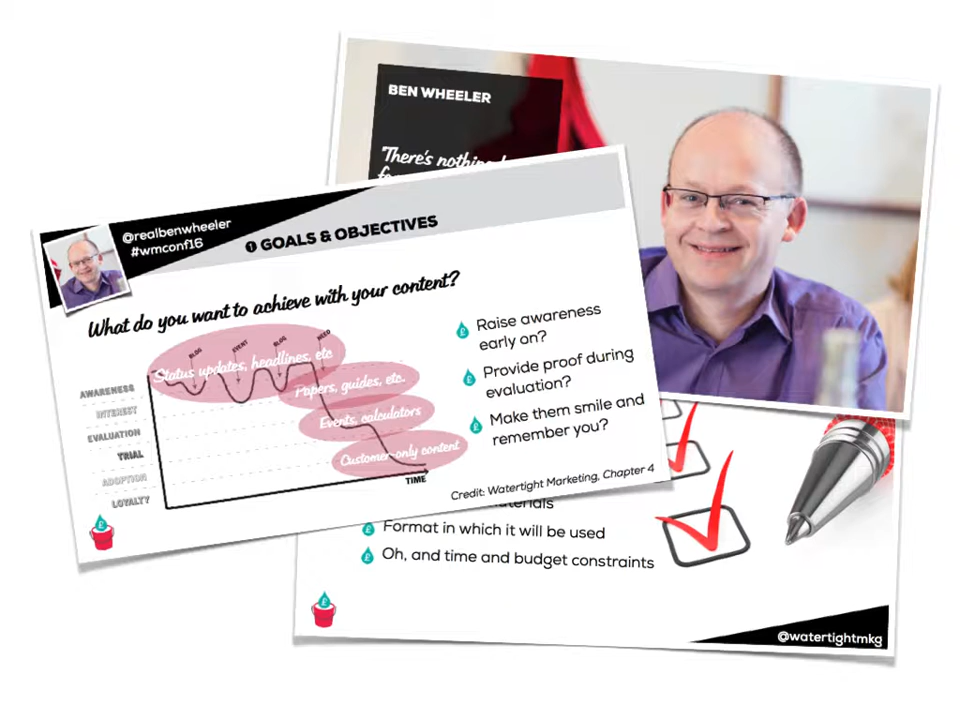 BEN WHEELER
There's nothing
@realbenwheeler
#wmconf16
1 GOALS & OBJECTIVES
What do you want to achieve with your content?
BLOG
EVENT
BLOG
NEED
Status updates, headlines, etc
Papers, guides, etc.
Events, calculators
Customer-only content
AWARENESS
INTEREST
EVALUATION
TRIAL
ADOPTION
LOYALTY
TIME
£ Raise awareness
early on?
£ Provide proof during
evaluation?
£ Make them smile and
remember you?
Credit: Watertight Marketing, Chapter 4
£
£ Format in which it will be used
£ Oh, and time and budget constraints
£
@watertightmkg